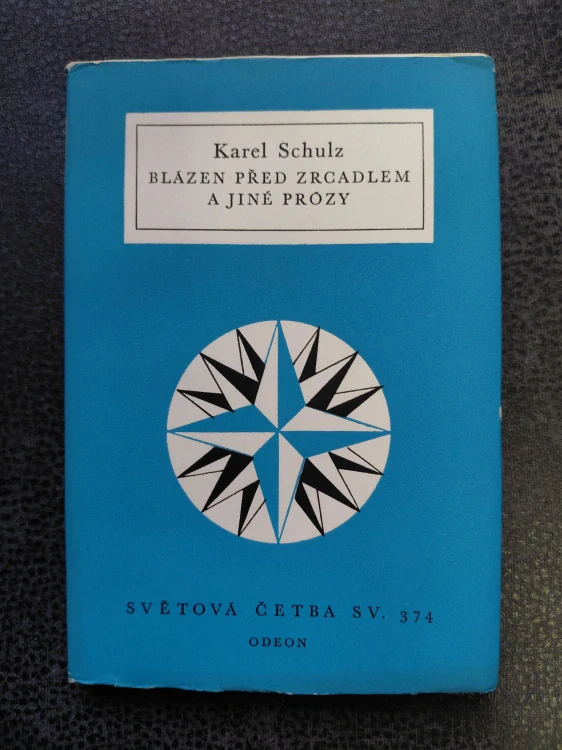 Karel Schulz
BLÁZEN PŘED ZRCADLEM
A JINÉ PRÓZY
SVĚTOVÁ ČETBA SV. 374
ODEON